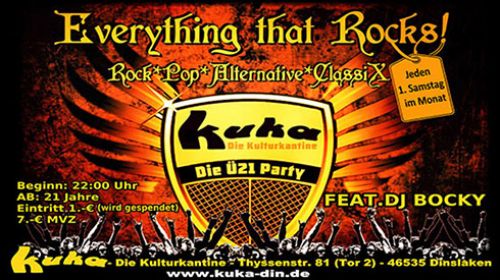 Everything that Rocks!
Rock*Pop*Alternative*ClassiX
Jeden
1. Samstag
im Monat
kuka
Die Kulturkantine
Die Ü21 Party
Beginn: 22:00 Uhr
AB: 21 Jahre
Eintritt.1.-€ (wird gespendet)
7.-€ MVZ
FEAT.DJ BOCKY
kuka - Die Kulturkantine - Thyssenstr. 81 (Tor 2) - 46535 Dinslaken
www.kuka-din.de